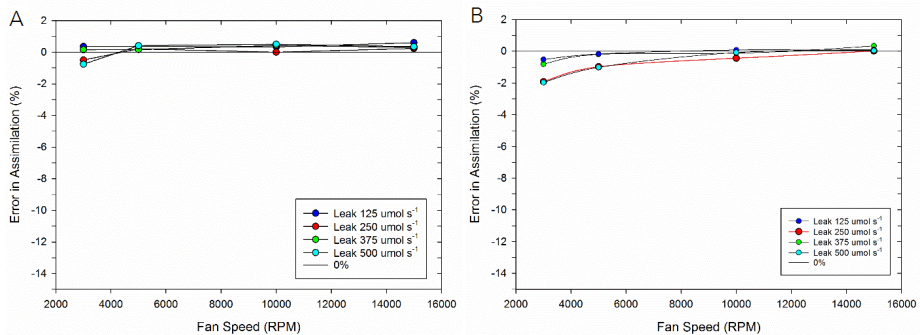 A
2
0
-2
-4
-6
-8
-10
-12
-14
Error in Assimilation (%)
Leak 125 umol s⁻¹
Leak 250 umol s⁻¹
Leak 375 umol s⁻¹
Leak 500 umol s⁻¹
0%
2000 4000 6000 8000 10000 12000 14000 16000
Fan Speed (RPM)
B
2
0
-2
-4
-6
-8
-10
-12
-14
Error in Assimilation (%)
Leak 125 umol s⁻¹
Leak 250 umol s⁻¹
Leak 375 umol s⁻¹
Leak 500 umol s⁻¹
0%
2000 4000 6000 8000 10000 12000 14000 16000
Fan Speed (RPM)